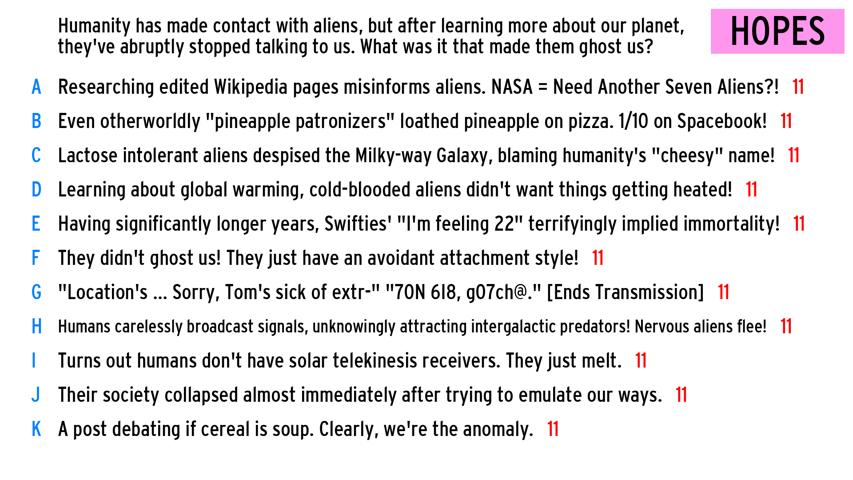 Humanity has made contact with aliens, but after learning more about our planet,
they've abruptly stopped talking to us. What was it that made them ghost us?
HOPES
A Researching edited Wikipedia pages misinforms aliens. NASA = Need Another Seven Aliens?! 11
B Even otherworldly "pineapple patronizers" loathed pineapple on pizza. 1/10 on Spacebook! 11
C Lactose intolerant aliens despised the Milky-way Galaxy, blaming humanity's "cheesy" name! 11
D Learning about global warming, cold-blooded aliens didn't want things getting heated! 11
E Having significantly longer years, Swifties' "I'm feeling 22" terrifyingly implied immortality! 11
F They didn't ghost us! They just have an avoidant attachment style! 11
G "Location's ... Sorry, Tom's sick of extr-" "70N 6l8, g07ch@." [Ends Transmission] 11
H Humans carelessly broadcast signals, unknowingly attracting intergalactic predators! Nervous aliens flee! 11
I Turns out humans don't have solar telekinesis receivers. They just melt. 11
J Their society collapsed almost immediately after trying to emulate our ways. 11
K A post debating if cereal is soup. Clearly, we're the anomaly. 11